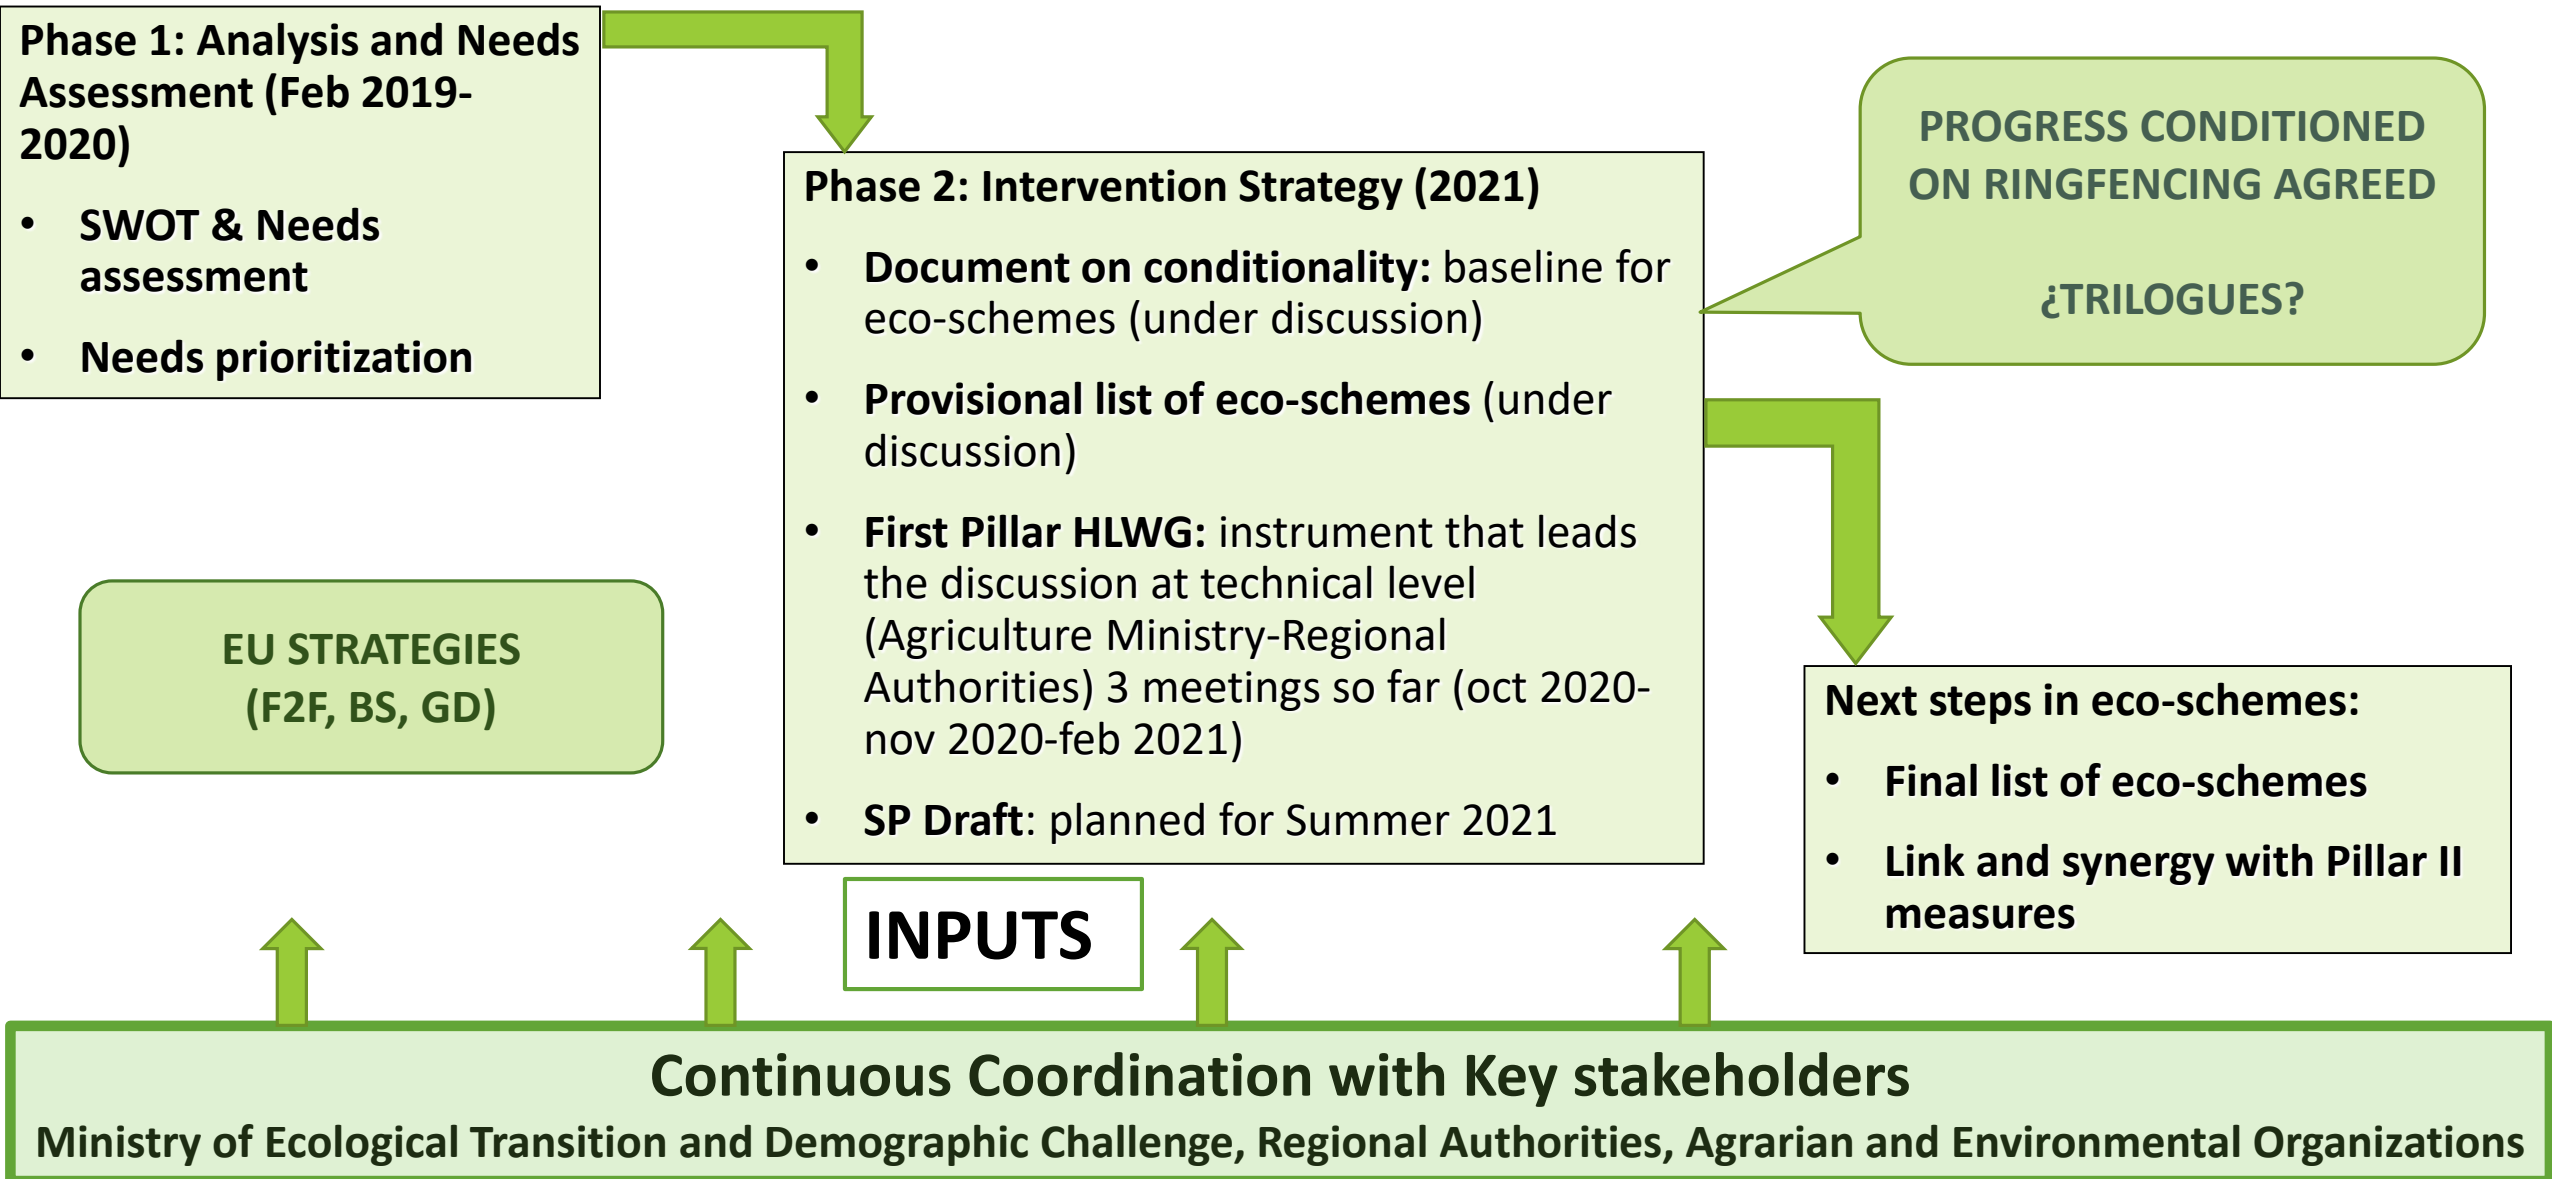 Phase 1: Analysis and Needs
Assessment (Feb 2019-
2020)
• SWOT & Needs
assessment
• Needs prioritization
Phase 2: Intervention Strategy (2021)
• Document on conditionality: baseline for
eco-schemes (under discussion)
• Provisional list of eco-schemes (under
discussion)
• First Pillar HLWG: instrument that leads
the discussion at technical level
(Agriculture Ministry-Regional
Authorities) 3 meetings so far (oct 2020-
nov 2020-feb 2021)
• SP Draft: planned for Summer 2021
PROGRESS CONDITIONED
ON RINGFENCING AGREED
¿TRILOGUES?
EU STRATEGIES
(F2F, BS, GD)
Next steps in eco-schemes:
• Final list of eco-schemes
• Link and synergy with Pillar II
measures
INPUTS
Continuous Coordination with Key stakeholders
Ministry of Ecological Transition and Demographic Challenge, Regional Authorities, Agrarian and Environmental Organizations